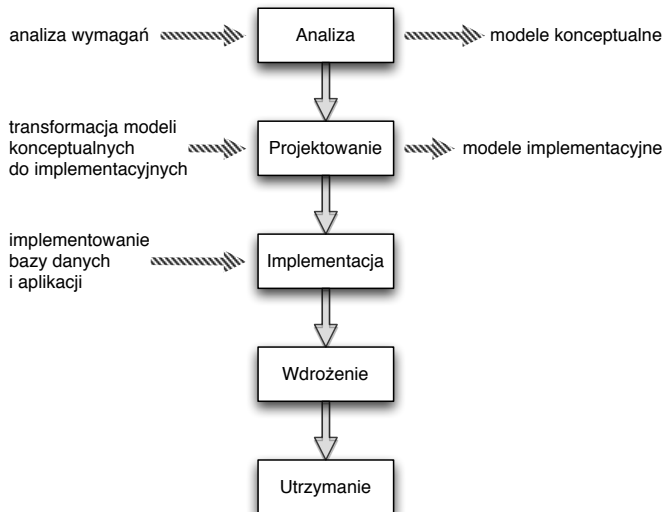 analiza wymagań
Analiza
modele konceptualne
transformacja modeli
konceptualnych
do implementacyjnych
Projektowanie
modele implementacyjne
implementowanie
bazy danych
i aplikacji
Implementacja
Wdrożenie
Utrzymanie